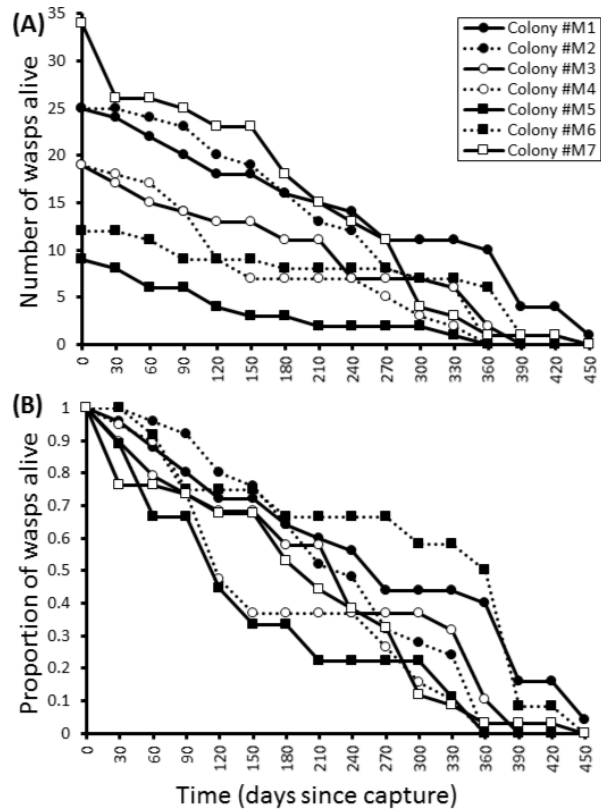 (A)
Number of wasps alive
35
30
25
20
15
10
5
0
Colony #M1
Colony #M2
Colony #M3
Colony #M4
Colony #M5
Colony #M6
Colony #M7
0 30 60 90 120 150 180 210 240 270 300 330 360 390 420 450
(B)
Proportion of wasps alive
1
0.9
0.8
0.7
0.6
0.5
0.4
0.3
0.2
0.1
0
0 30 60 90 120 150 180 210 240 270 300 330 360 390 420 450
Time (days since capture)